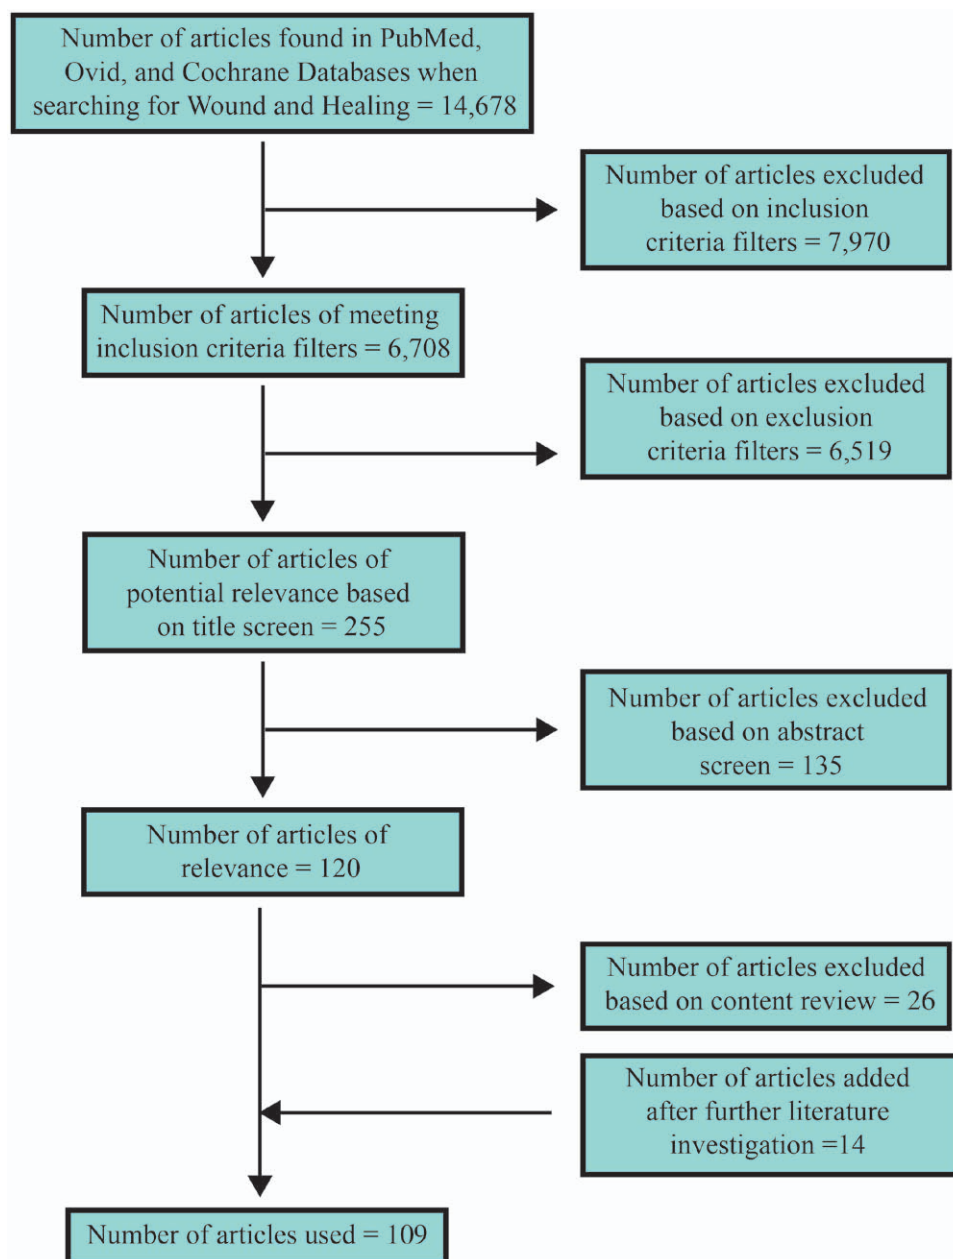 Number of articles found in PubMed,
Ovid, and Cochrane Databases when
searching for Wound and Healing = 14,678
Number of articles excluded
based on inclusion
criteria filters = 7,970
Number of articles of meeting
inclusion criteria filters = 6,708
Number of articles excluded
based on exclusion
criteria filters = 6,519
Number of articles of
potential relevance based
on title screen = 255
Number of articles excluded
based on abstract
screen = 135
Number of articles of
relevance = 120
Number of articles excluded
based on content review = 26
Number of articles added
after further literature
investigation =14
Number of articles used = 109